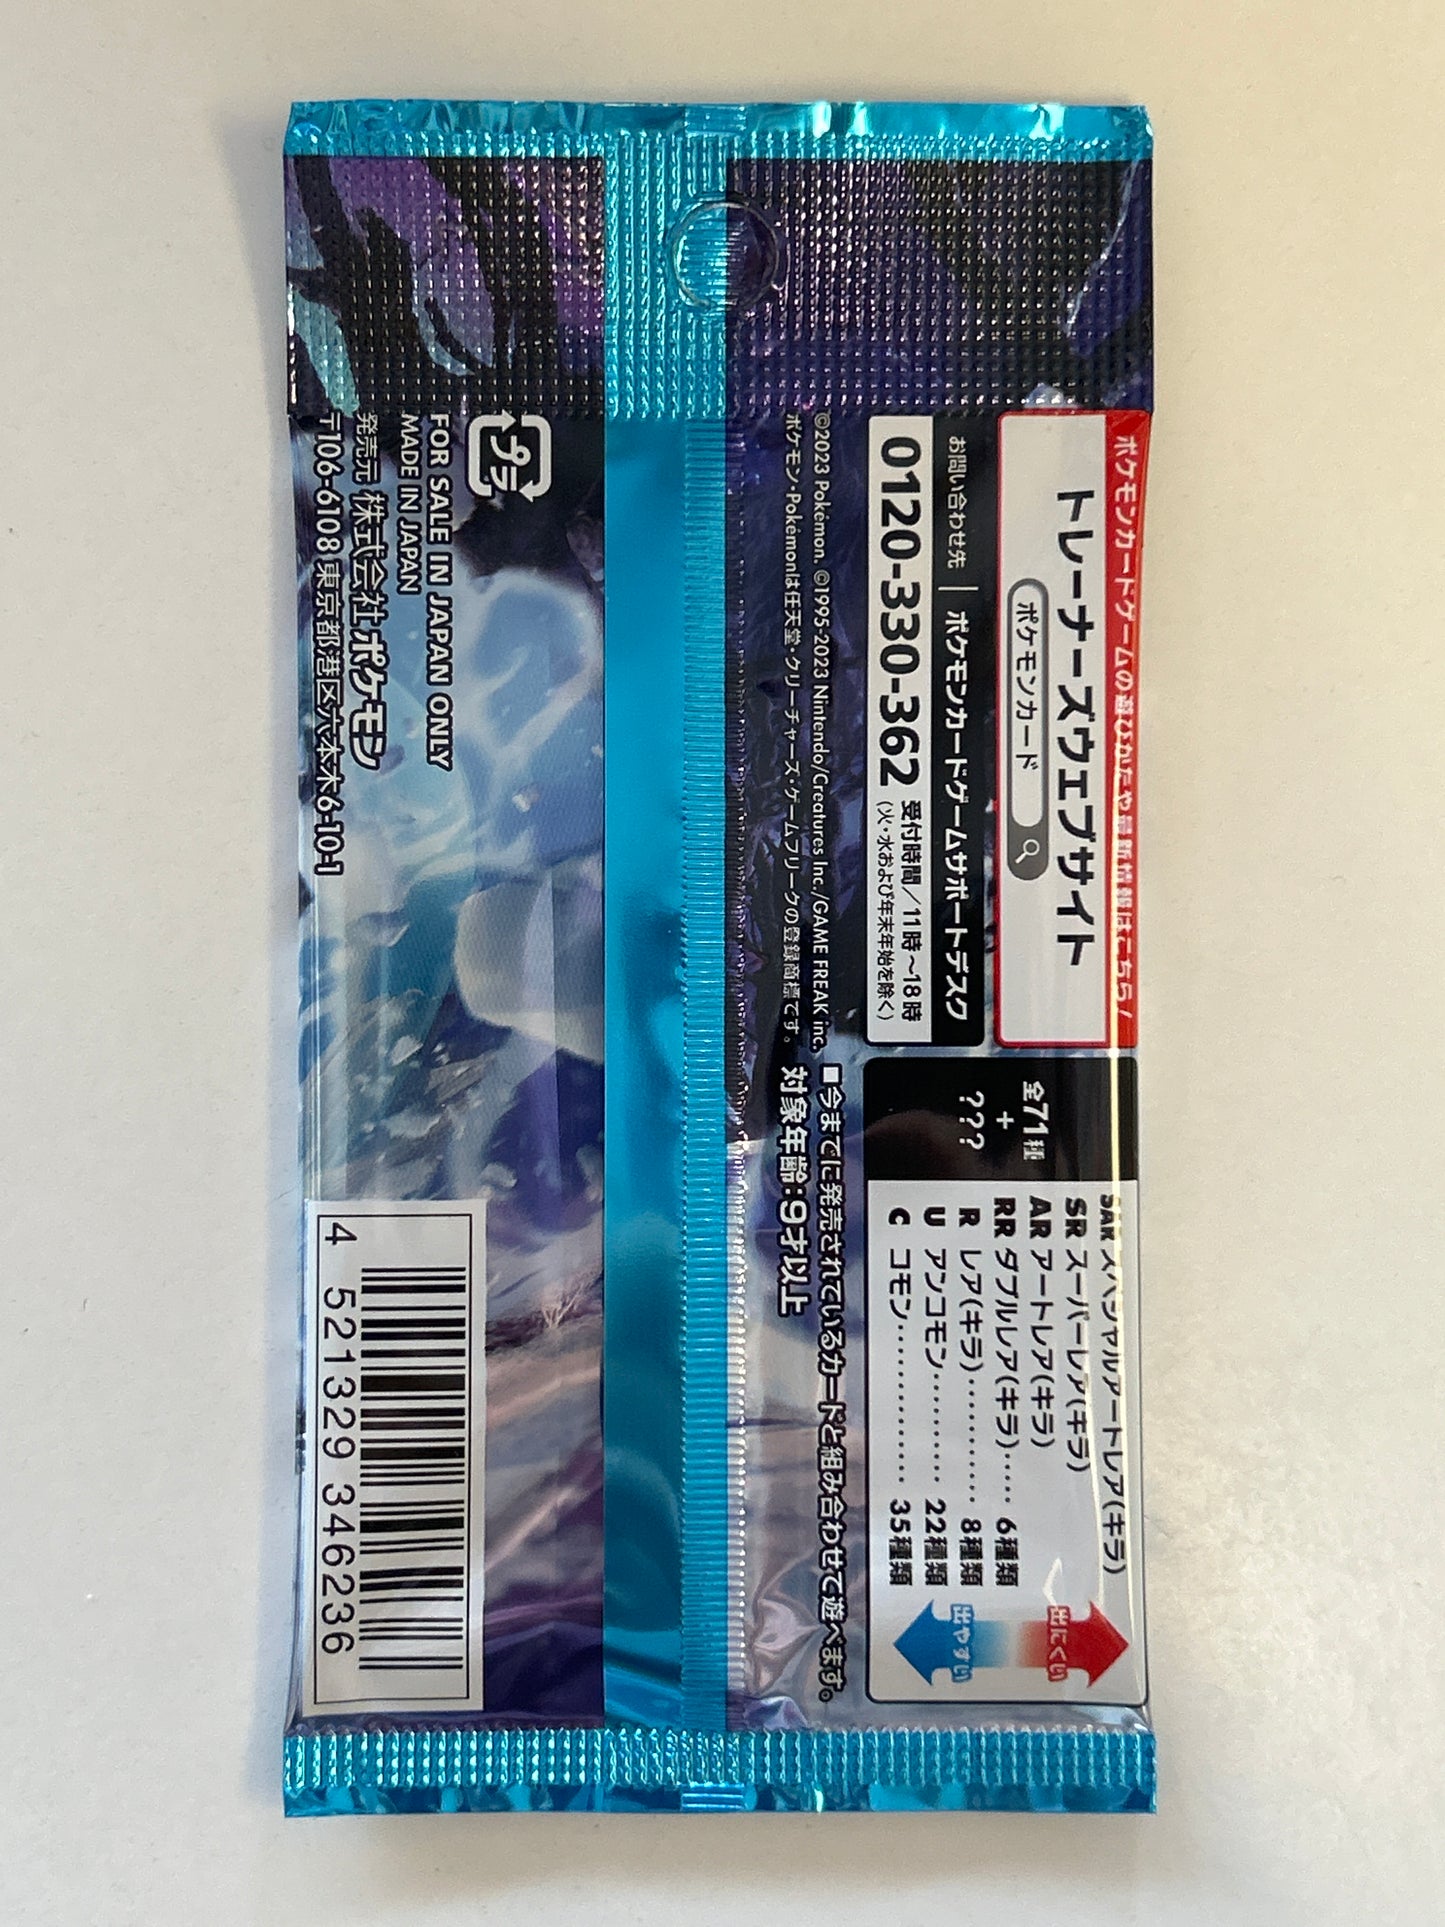 ポケモンカードゲームの遊びかたや最新情報はこちら！
トレーナーズウェブサイト
ポケモンカード
お問い合わせ先 | ポケモンカードゲームサポートデスク
0120-330-362
受付時間／11時～18時
(火・水および年末年始を除く)
©2023 Pokémon. ©1995-2023 Nintendo/Creatures Inc./GAME FREAK inc.
ポケモン・Pokémonは任天堂・クリーチャーズ・ゲームフリークの登録商標です。
全71種
+
???
SAR スペシャルアートレア(キラ)
SR スーパーレア(キラ)
AR アートレア(キラ)
RR ダブルレア(キラ)‥‥ 6種類
R レア(キラ)‥‥‥‥‥‥ 8種類
U アンコモン‥‥‥‥‥ 22種類
C コモン‥‥‥‥‥‥‥ 35種類
出にくい
出やすい
■今までに発売されているカードと組み合わせて遊べます。
対象年齢:9才以上
プラ
FOR SALE IN JAPAN ONLY
MADE IN JAPAN
発売元 株式会社ポケモン
〒106-6108 東京都港区六本木6-10-1
4 521329 346236